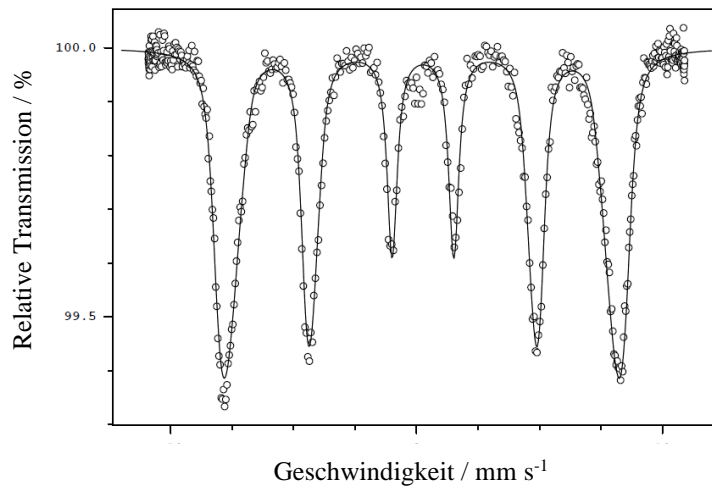 100.0
99.5
Relative Transmission / %
Geschwindigkeit / mm s⁻¹